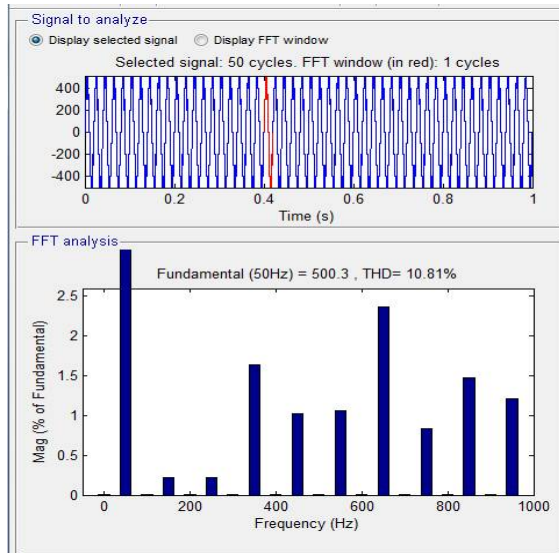 Signal to analyze
Display selected signal Display FFT window
Selected signal: 50 cycles. FFT window (in red): 1 cycles
400
200
0
-200
-400
0 0.2 0.4 0.6 0.8 1
Time (s)
FFT analysis
Fundamental (50Hz) = 500.3 , THD= 10.81%
2.5
2
1.5
1
0.5
0
Mag (% of Fundamental)
0 200 400 600 800 1000
Frequency (Hz)